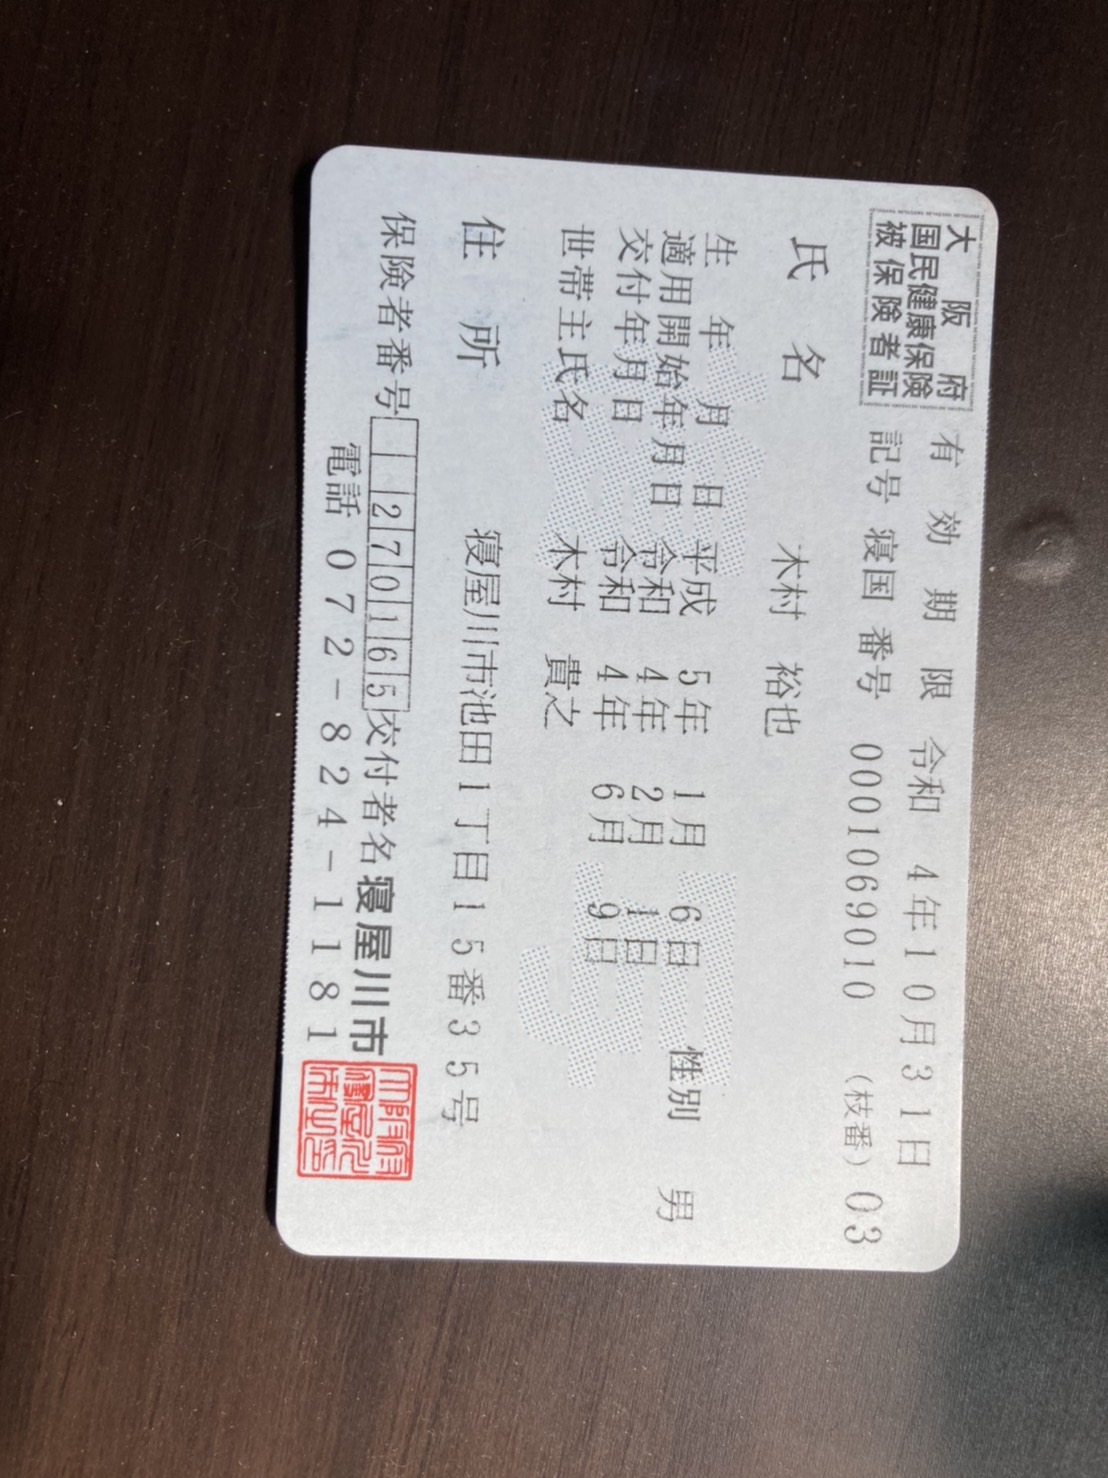 大阪府
国民健康保険
被保険者証
有効期限 令和 4年10月31日
記号 寝国 番号 0001069010 (枝番) 03
氏名 木村 裕也
生年月日 平成 5年 1月 6日 性別 男
適用開始年月日 令和 4年 2月 1日
交付年月日 令和 4年 6月 9日
世帯主氏名 木村 貴之
住所 寝屋川市池田1丁目15番35号
保険者番号 270165 交付者名 寝屋川市
電話 072-824-1181